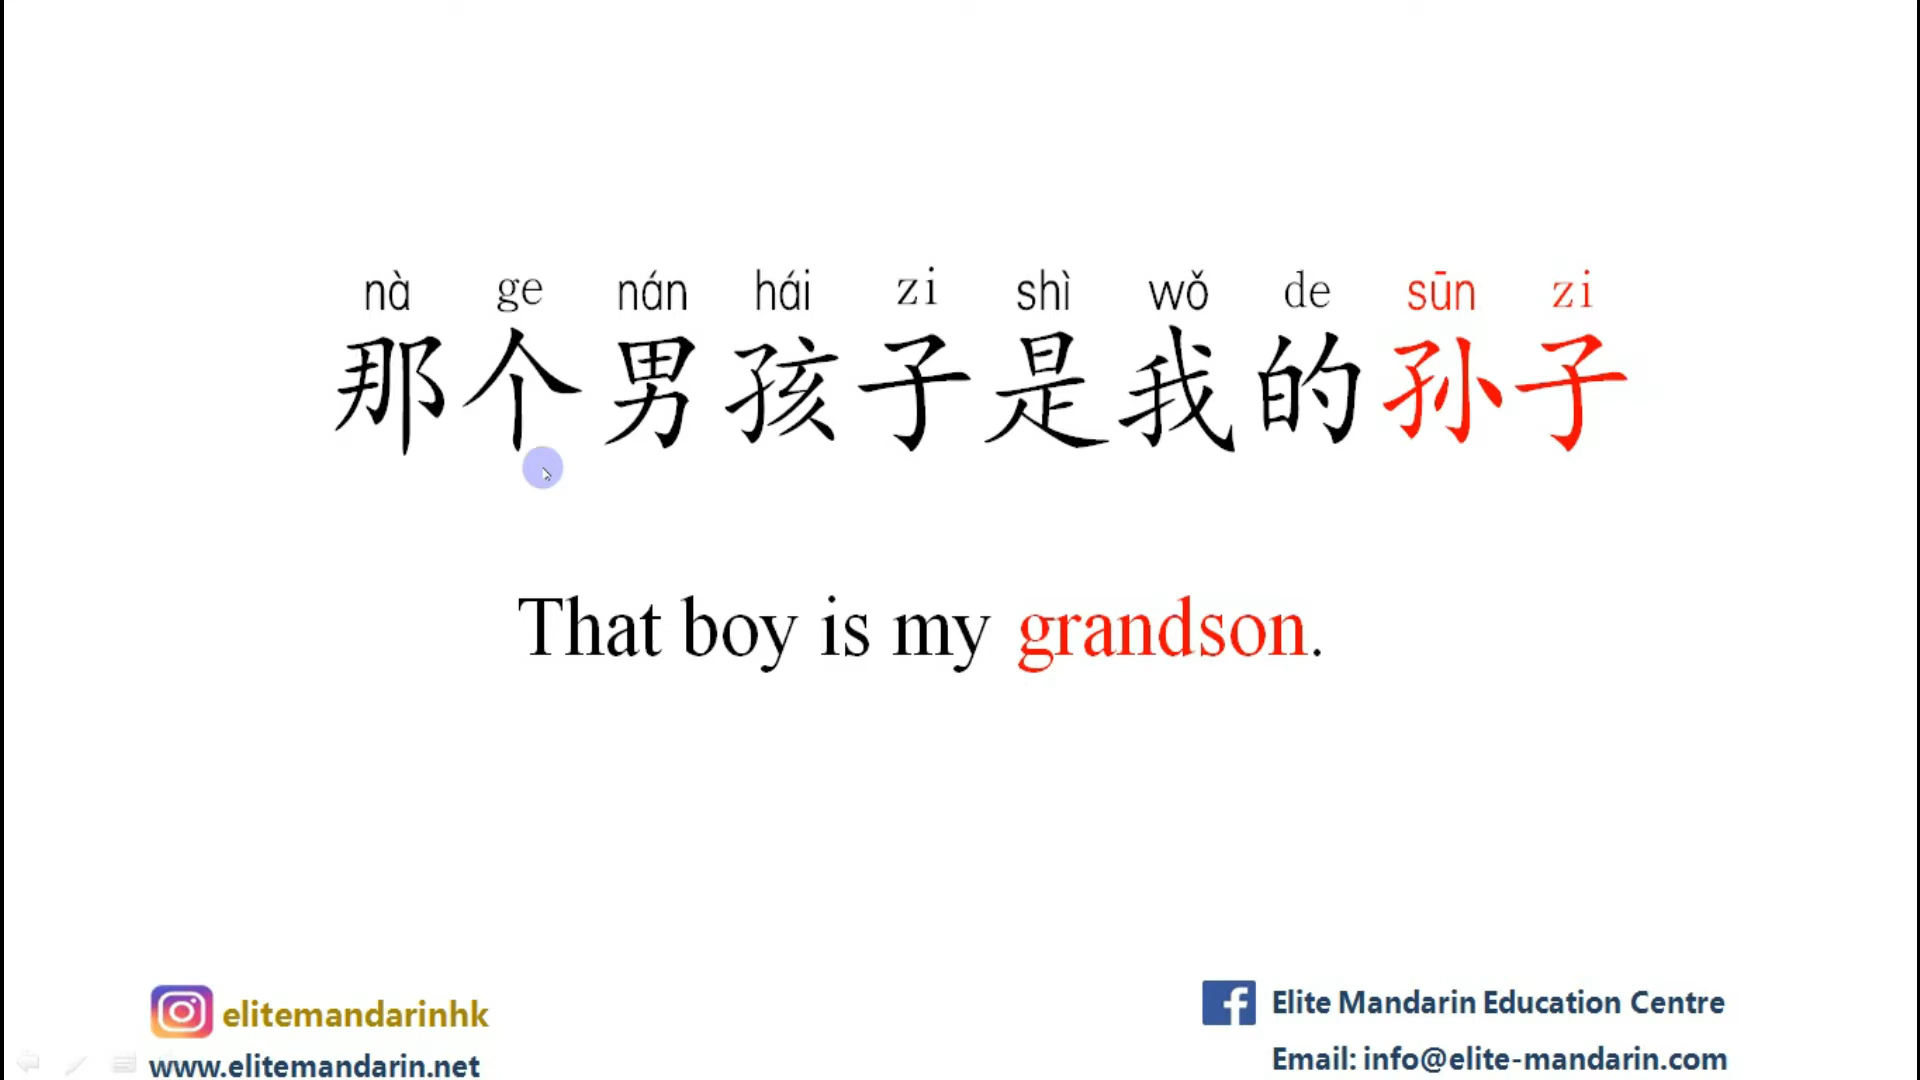 nà ge nán hái zi shì wǒ de sūn zi
那个男孩子是我的孙子
That boy is my grandson.
elitemandarinhk
www.elitemandarin.net
Elite Mandarin Education Centre
Email: info@elite-mandarin.com